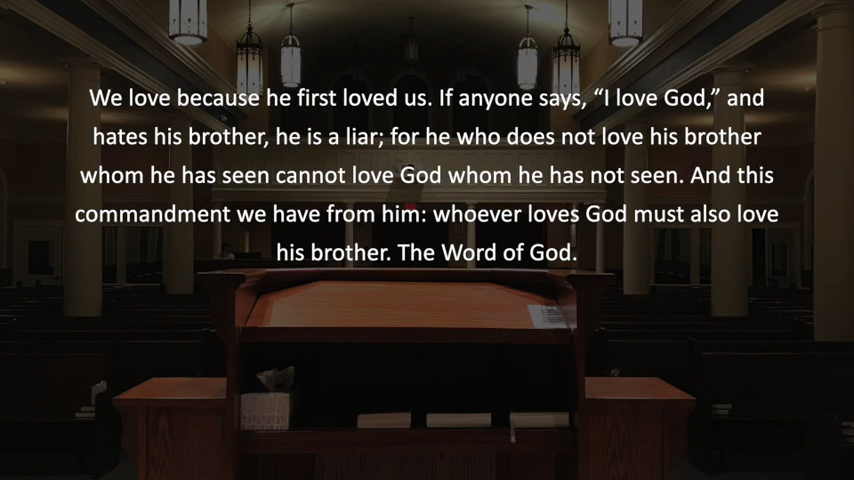 We love because he first loved us. If anyone says, “I love God,” and
hates his brother, he is a liar; for he who does not love his brother
whom he has seen cannot love God whom he has not seen. And this
commandment we have from him: whoever loves God must also love
his brother. The Word of God.